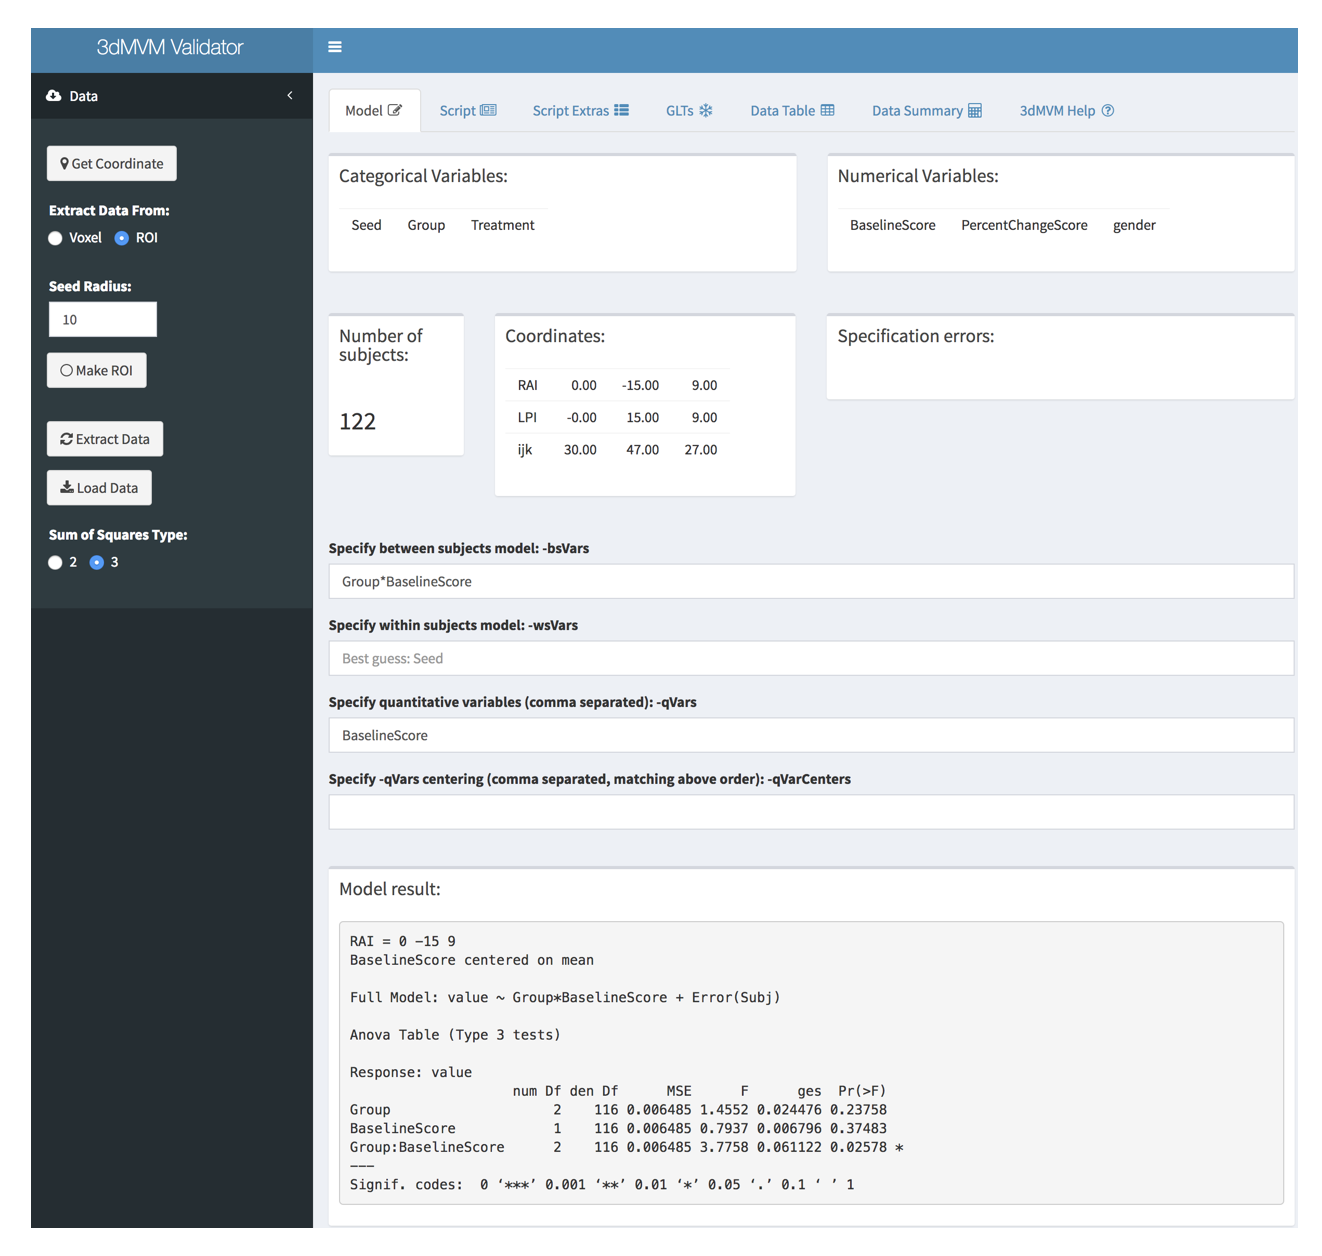 3dMVM Validator
Data
Get Coordinate
Extract Data From:
Voxel ROI
Seed Radius:
10
Make ROI
Extract Data
Load Data
Sum of Squares Type:
2 3
Model Script Script Extras GLTs Data Table Data Summary 3dMVM Help
Categorical Variables:
Seed Group Treatment
Numerical Variables:
BaselineScore PercentChangeScore gender
Number of
subjects:
122
Coordinates:
RAI 0.00 -15.00 9.00
LPI -0.00 15.00 9.00
ijk 30.00 47.00 27.00
Specification errors:
Specify between subjects model: -bsVars
Group*BaselineScore
Specify within subjects model: -wsVars
Best guess: Seed
Specify quantitative variables (comma separated): -qVars
BaselineScore
Specify -qVars centering (comma separated, matching above order): -qVarCenters
Model result:
RAI = 0 -15 9
BaselineScore centered on mean
Full Model: value ~ Group*BaselineScore + Error(Subj)
Anova Table (Type 3 tests)
Response: value
num Df den Df MSE F ges Pr(>F)
Group 2 116 0.006485 1.4552 0.024476 0.23758
BaselineScore 1 116 0.006485 0.7937 0.006796 0.37483
Group:BaselineScore 2 116 0.006485 3.7758 0.061122 0.02578 *
---
Signif. codes: 0 ‘***’ 0.001 ‘**’ 0.01 ‘*’ 0.05 ‘.’ 0.1 ‘ ’ 1